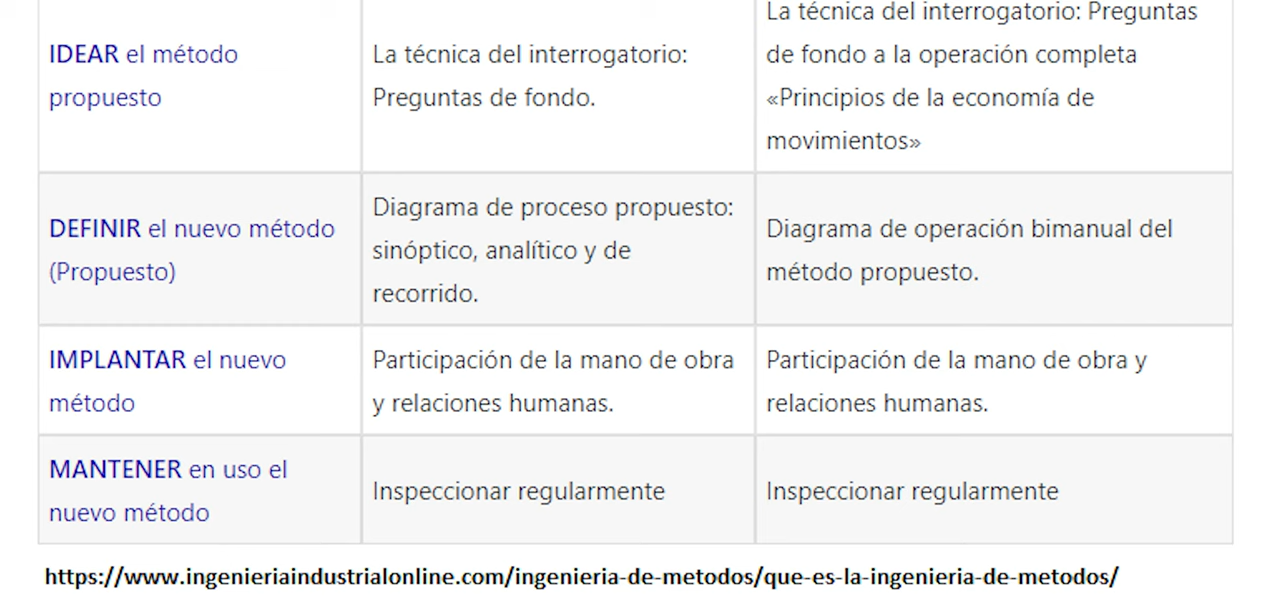 IDEAR el método
propuesto
La técnica del interrogatorio:
Preguntas de fondo.
La técnica del interrogatorio: Preguntas
de fondo a la operación completa
«Principios de la economía de
movimientos»
DEFINIR el nuevo método
(Propuesto)
Diagrama de proceso propuesto:
sinóptico, analítico y de
recorrido.
Diagrama de operación bimanual del
método propuesto.
IMPLANTAR el nuevo
método
Participación de la mano de obra
y relaciones humanas.
Participación de la mano de obra y
relaciones humanas.
MANTENER en uso el
nuevo método
Inspeccionar regularmente
Inspeccionar regularmente
https://www.ingenieriaindustrialonline.com/ingenieria-de-metodos/que-es-la-ingenieria-de-metodos/